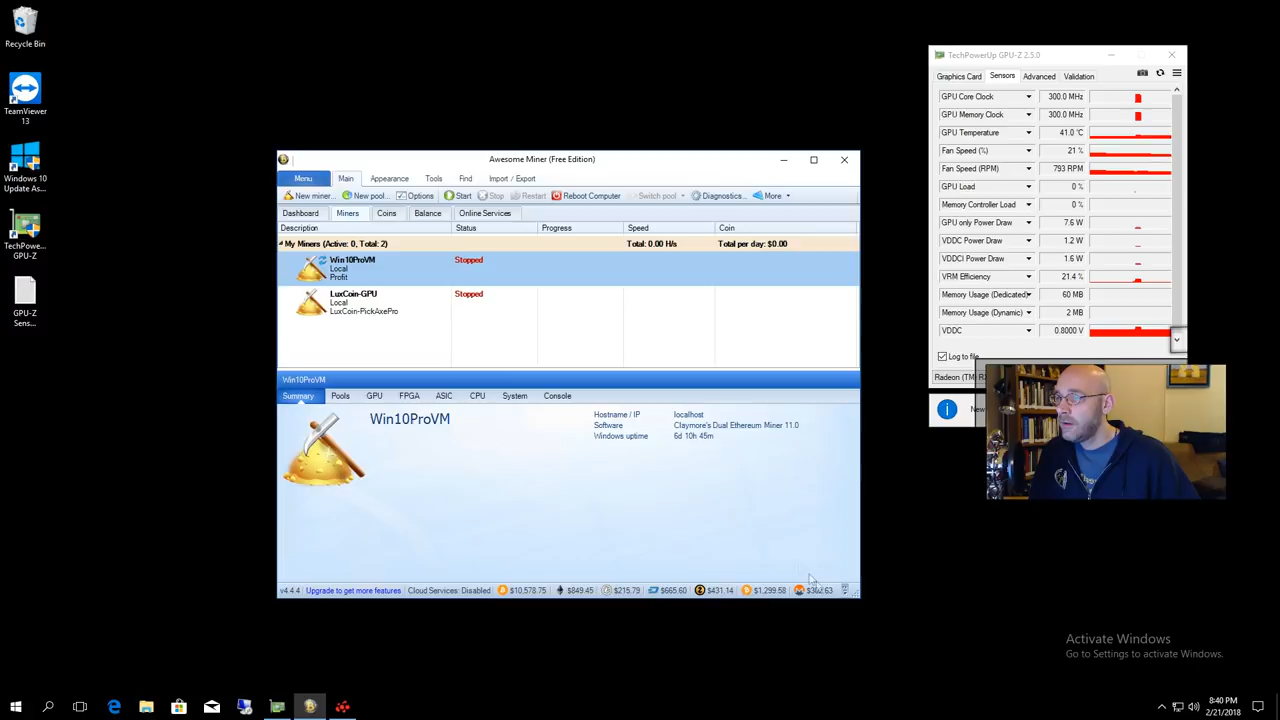 Recycle Bin
TeamViewer
13
Windows 10
Update As...
TechPowe...
GPU-Z
GPU-Z
Sens...
Awesome Miner (Free Edition)
Menu Main Appearance Tools Find Import / Export
New miner... New pool... Options Start Stop Restart Reboot Computer Switch pool Diagnostics... More
Dashboard Miners Coins Balance Online Services
Description Status Progress Speed Coin
My Miners (Active: 0, Total: 2) Total: 0.00 H/s Total per day: $0.00
Win10ProVM Stopped
Local
Profit
LuxCoin-GPU Stopped
Local
LuxCoin-PickAxePro
Win10ProVM
Summary Pools GPU FPGA ASIC CPU System Console
Win10ProVM
Hostname / IP localhost
Software Claymore's Dual Ethereum Miner 11.0
Windows uptime 6d 10h 45m
v4.4.4 Upgrade to get more features Cloud Services: Disabled $10,578.75 $849.45 $215.79 $665.60 $431.14 $1,299.58
TechPowerUp GPU-Z 2.5.0
Graphics Card Sensors Advanced Validation
GPU Core Clock 300.0 MHz
GPU Memory Clock 300.0 MHz
GPU Temperature 41.0 °C
Fan Speed (%) 21 %
Fan Speed (RPM) 793 RPM
GPU Load 0 %
Memory Controller Load 0 %
GPU only Power Draw 7.6 W
VDDC Power Draw 1.2 W
VDDCI Power Draw 1.6 W
VRM Efficiency 21.4 %
Memory Usage (Dedicated) 60 MB
Memory Usage (Dynamic) 2 MB
VDDC 0.8000 V
Log to file
Radeon (TM)
New
Activate Windows
Go to Settings to activate Windows.
8:40 PM
2/21/2018